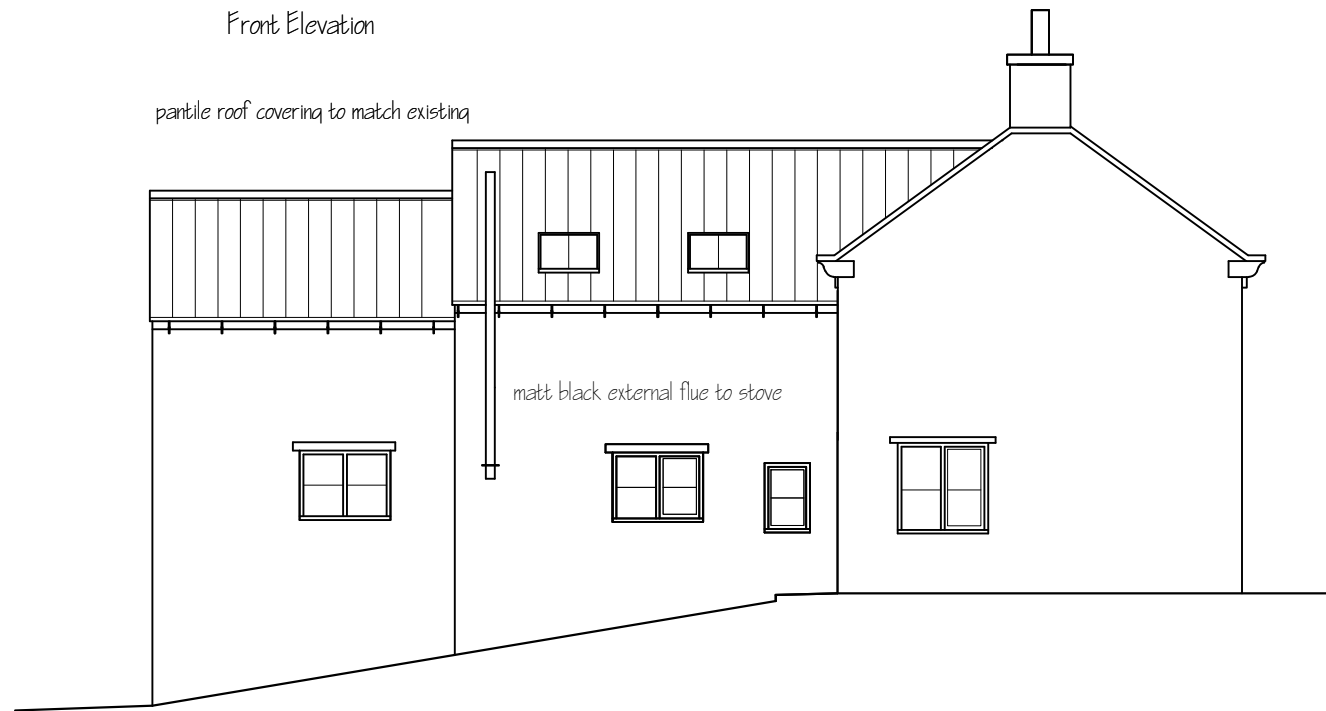 Front Elevation
pantile roof covering to match existing
matt black external flue to stove